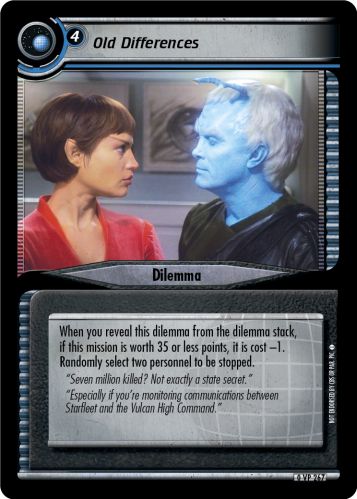 4 Old Differences
Dilemma
When you reveal this dilemma from the dilemma stack,
if this mission is worth 35 or less points, it is cost –1.
Randomly select two personnel to be stopped.
“Seven million killed? Not exactly a state secret.”
“Especially if you're monitoring communications between
Starfleet and the Vulcan High Command.”
NOT ENDORSED BY CBS OR PAR. PIC.
0 VP 267